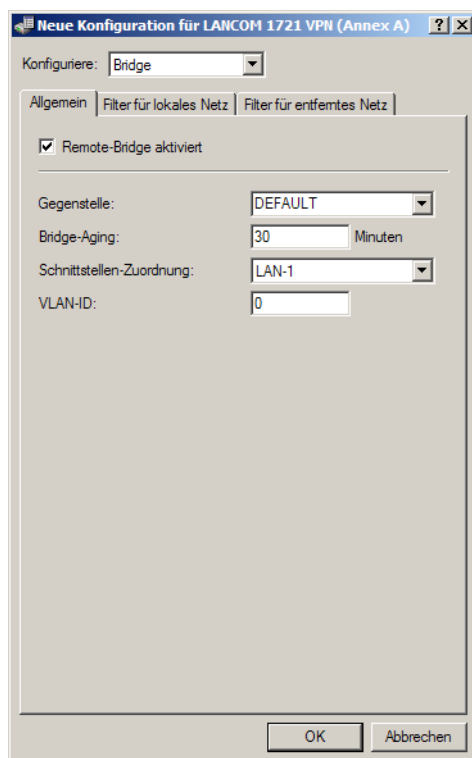 Neue Konfiguration für LANCOM 1721 VPN (Annex A)
Konfiguriere: Bridge
Allgemein Filter für lokales Netz Filter für entferntes Netz
Remote-Bridge aktiviert
Gegenstelle: DEFAULT
Bridge-Aging: 30 Minuten
Schnittstellen-Zuordnung: LAN-1
VLAN-ID: 0
OK Abbrechen